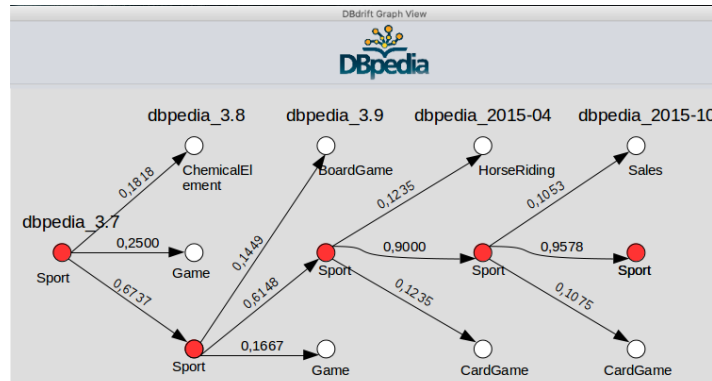 DBdrift Graph View
DBpedia
dbpedia_3.8
dbpedia_3.9
dbpedia_2015-04
dbpedia_2015-10
ChemicalEl
ement
BoardGame
HorseRiding
Sales
0,1818
0,1449
0,1235
0,1053
dbpedia_3.7
0,2500
0,9000
0,9578
Sport
Game
Sport
Sport
Sport
0,6737
0,6148
0,1235
0,1075
0,1667
Sport
Game
CardGame
CardGame